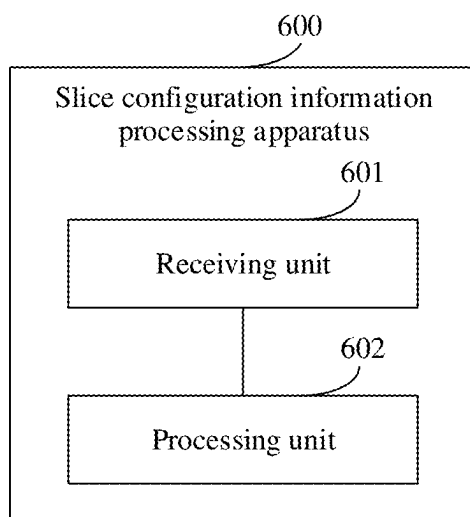 600
Slice configuration information
processing apparatus
601
Receiving unit
602
Processing unit